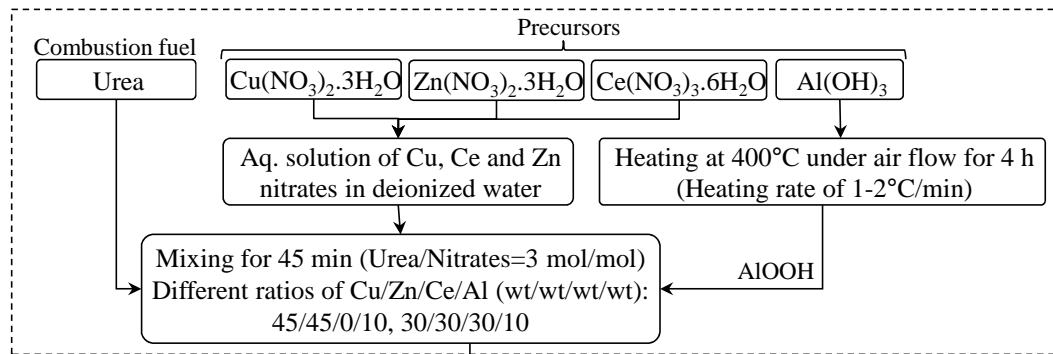 Precursors
Combustion fuel
Urea
Cu(NO₃)₂.3H₂O
Zn(NO₃)₂.3H₂O
Ce(NO₃)₃.6H₂O
Al(OH)₃
Aq. solution of Cu, Ce and Zn
nitrates in deionized water
Heating at 400°C under air flow for 4 h
(Heating rate of 1-2°C/min)
AlOOH
Mixing for 45 min (Urea/Nitrates=3 mol/mol)
Different ratios of Cu/Zn/Ce/Al (wt/wt/wt/wt):
45/45/0/10, 30/30/30/10